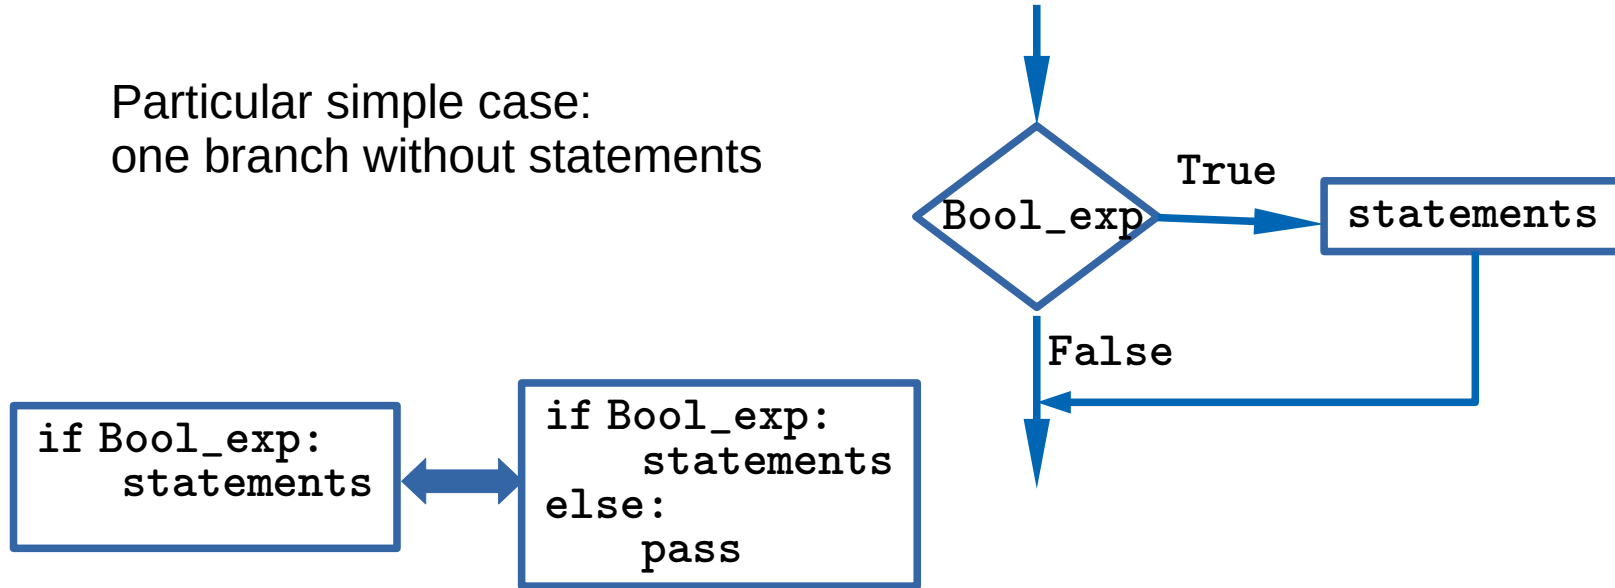 Particular simple case:
one branch without statements
Bool_exp
True
statements
False
if Bool_exp:
    statements
if Bool_exp:
    statements
else:
    pass